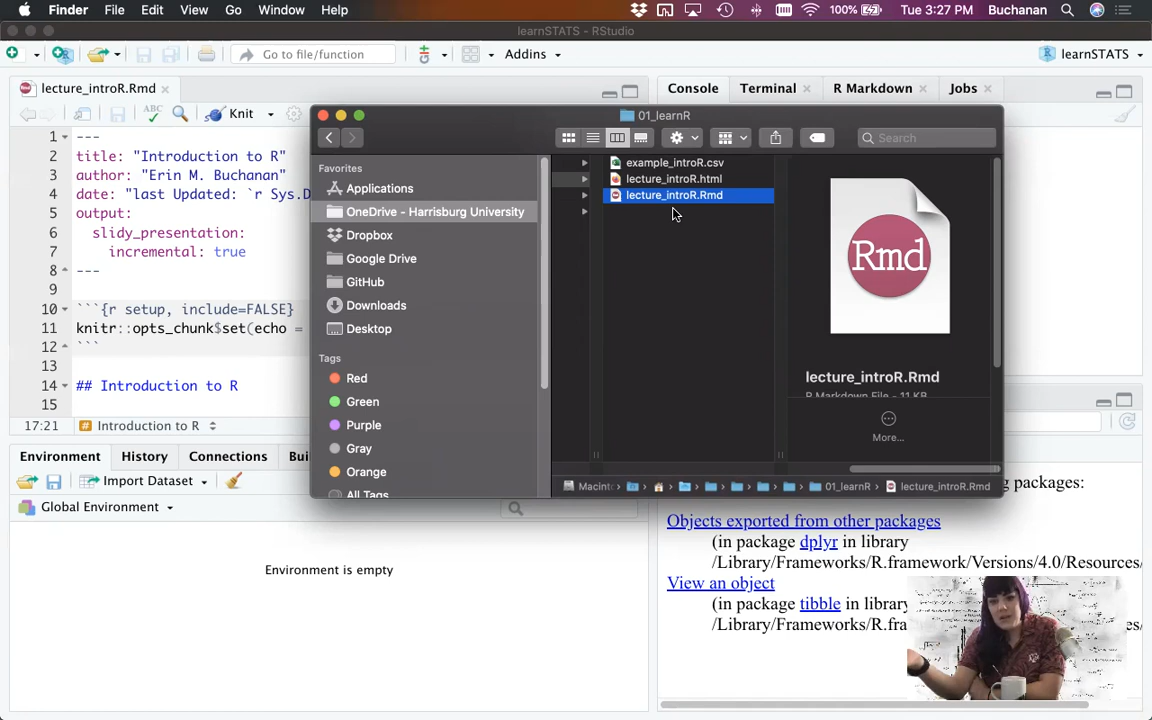 Finder File Edit View Go Window Help 100% Tue 3:27 PM Buchanan
learnSTATS - RStudio
Go to file/function Addins learnSTATS
lecture_introR.Rmd
Knit
1 ---
2 title: "Introduction to R"
3 author: "Erin M. Buchanan"
4 date: "last Updated: `r Sys.D
5 output:
6 slidy_presentation:
7 incremental: true
8 ---
9
10 ```{r setup, include=FALSE}
11 knitr::opts_chunk$set(echo =
12 ```
13
14 ## Introduction to R
15
17:21 # Introduction to R
Environment History Connections Bui
Import Dataset
Global Environment
Environment is empty
01_learnR
Search
Favorites
Applications
OneDrive - Harrisburg University
Dropbox
Google Drive
GitHub
Downloads
Desktop
Tags
Red
Green
Purple
Gray
Orange
All Tags
example_introR.csv
lecture_introR.html
lecture_introR.Rmd
Rmd
lecture_introR.Rmd
R Markdown File - 11 KB
More...
Macint 01_learnR lecture_introR.Rmd
Console Terminal R Markdown Jobs
g packages:
Objects exported from other packages
(in package dplyr in library
/Library/Frameworks/R.framework/Versions/4.0/Resources/
View an object
(in package tibble in library
/Library/Frameworks/R.fra